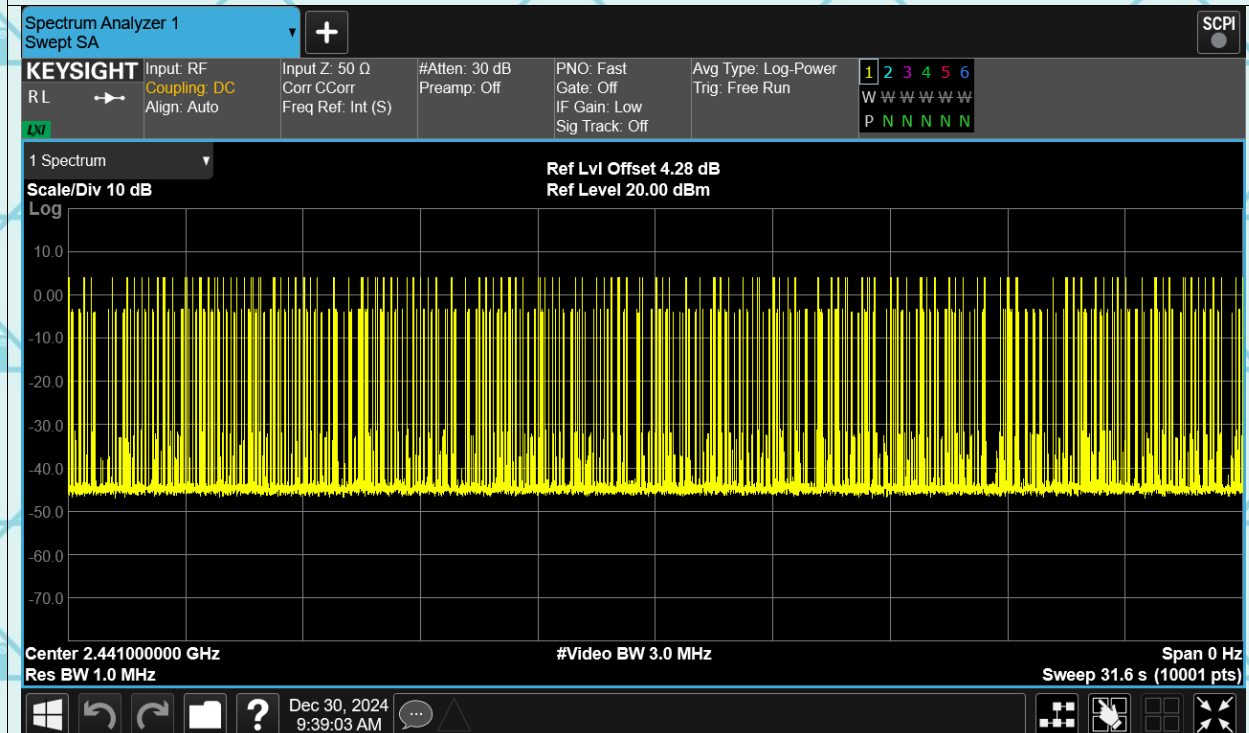 Spectrum Analyzer 1
Swept SA
+
SCPI
KEYSIGHT
R L
LXI
Input: RF
Coupling: DC
Align: Auto
Input Z: 50 Ω
Corr CCorr
Freq Ref: Int (S)
#Atten: 30 dB
Preamp: Off
PNO: Fast
Gate: Off
IF Gain: Low
Sig Track: Off
Avg Type: Log-Power
Trig: Free Run
1 2 3 4 5 6
W W W W W W
P N N N N N
1 Spectrum
Scale/Div 10 dB
Ref Lvl Offset 4.28 dB
Ref Level 20.00 dBm
Log
10.0
0.00
-10.0
-20.0
-30.0
-40.0
-50.0
-60.0
-70.0
Center 2.441000000 GHz
#Video BW 3.0 MHz
Span 0 Hz
Res BW 1.0 MHz
Sweep 31.6 s (10001 pts)
?
Dec 30, 2024
9:39:03 AM